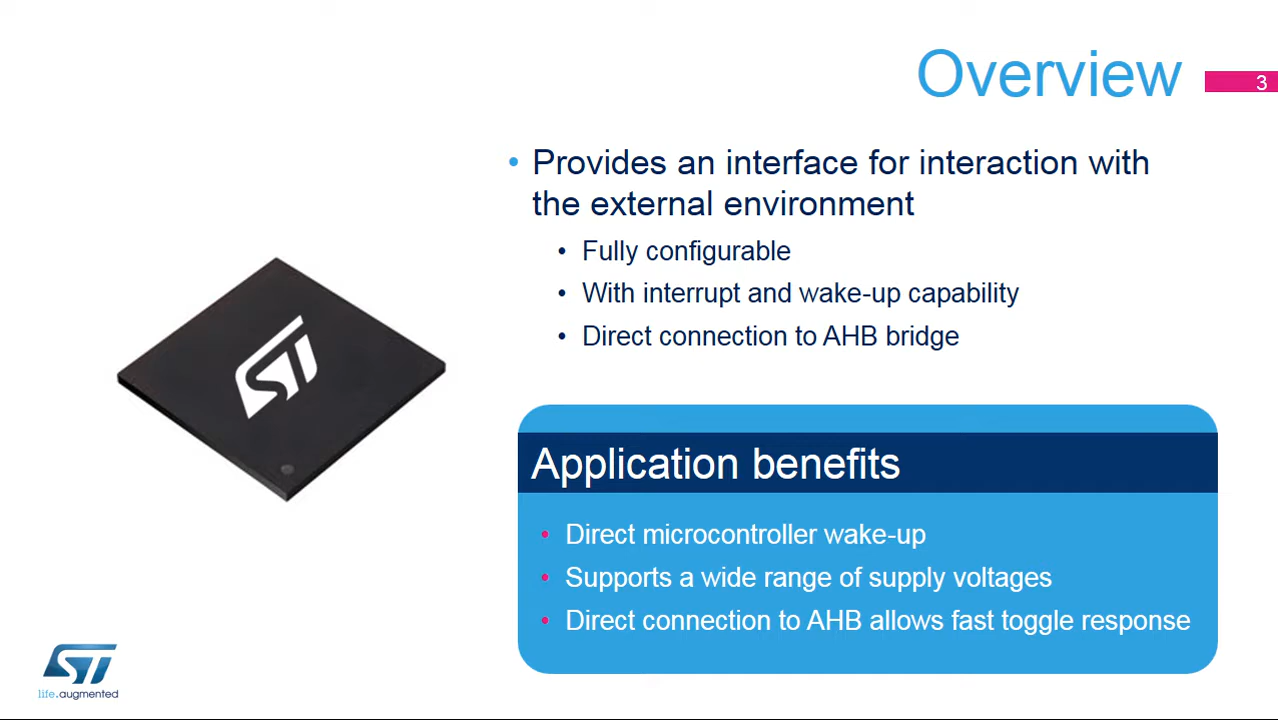 Overview
3
• Provides an interface for interaction with
the external environment
• Fully configurable
• With interrupt and wake-up capability
• Direct connection to AHB bridge
ST
Application benefits
• Direct microcontroller wake-up
• Supports a wide range of supply voltages
• Direct connection to AHB allows fast toggle response
ST
life.augmented